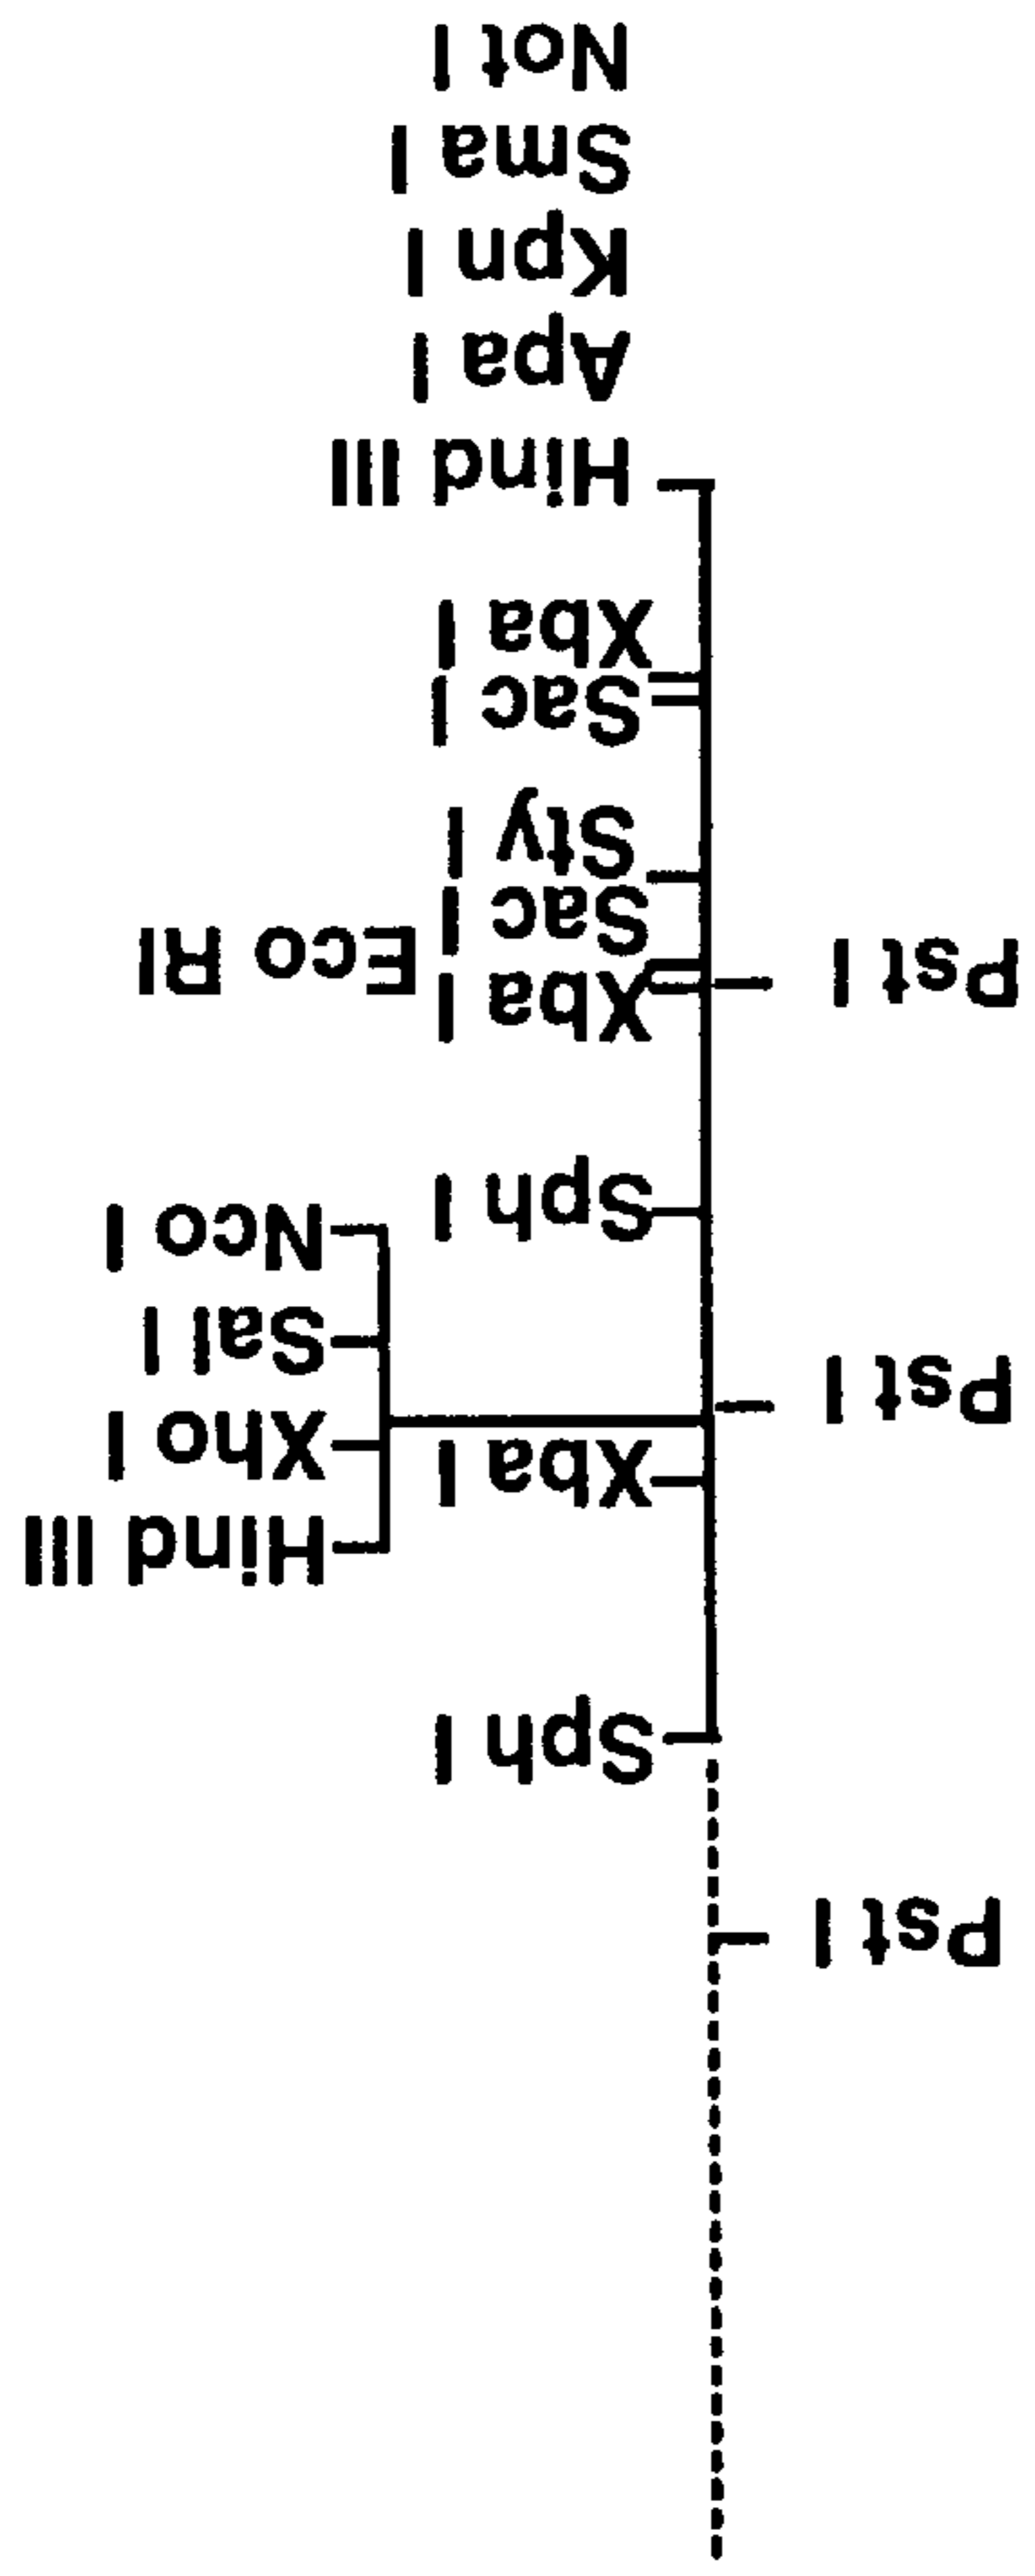 Pst I
Sph I
Hind III
Xba I
Xho I
Pst I
Sal I
Nco I
Sph I
Pst I
Xba I Eco RI
Sac I
Sty I
Sac I
Xba I
Hind III
Apa I
Kpn I
Sma I
Not I